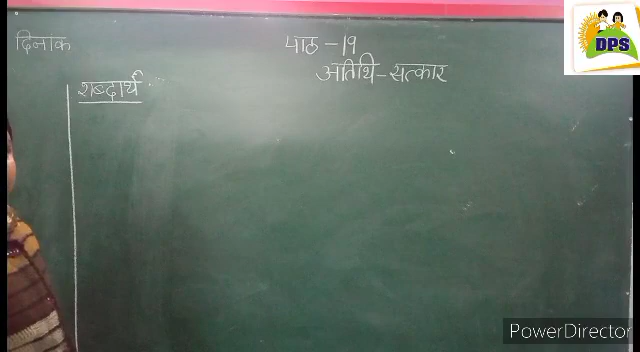 दिनाक
पाठ - 19
अतिथि - सत्कार
शब्दार्थ
DPS
PowerDirector